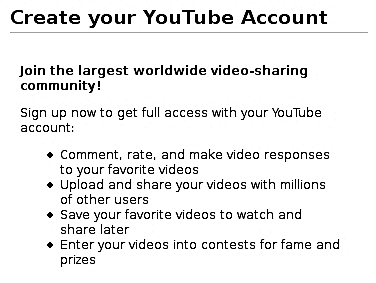 Create your YouTube Account
Join the largest worldwide video-sharing
community!
Sign up now to get full access with your YouTube
account:
Comment, rate, and make video responses
to your favorite videos
Upload and share your videos with millions
of other users
Save your favorite videos to watch and
share later
Enter your videos into contests for fame and
prizes